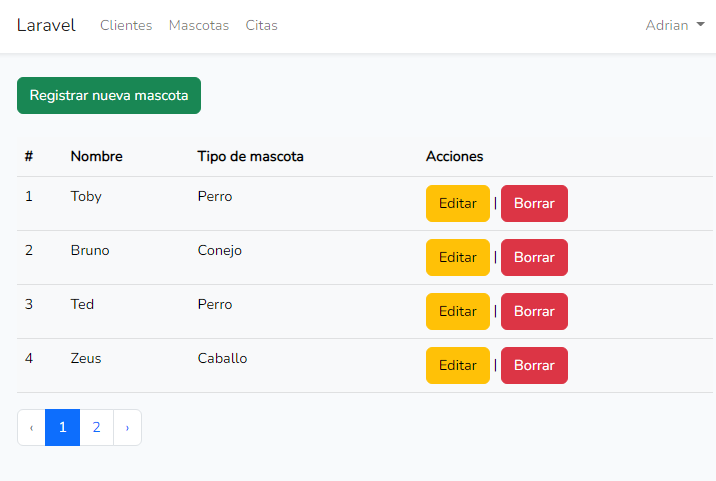 Laravel Clientes Mascotas Citas Adrian
Registrar nueva mascota
# Nombre Tipo de mascota Acciones
1 Toby Perro Editar | Borrar
2 Bruno Conejo Editar | Borrar
3 Ted Perro Editar | Borrar
4 Zeus Caballo Editar | Borrar
‹ 1 2 ›